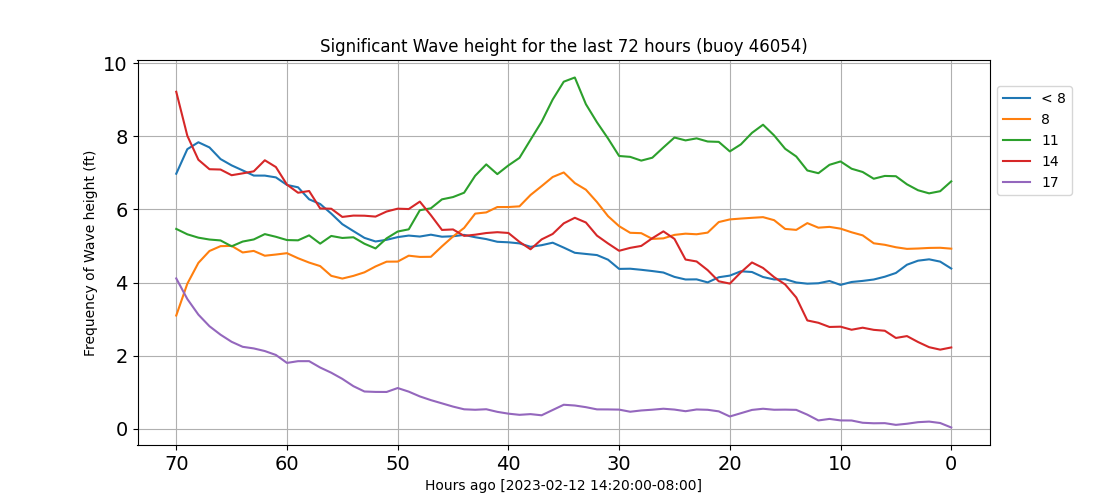 Significant Wave height for the last 72 hours (buoy 46054)
Frequency of Wave height (ft)
10
8
6
4
2
0
70 60 50 40 30 20 10 0
Hours ago [2023-02-12 14:20:00-08:00]
< 8
8
11
14
17